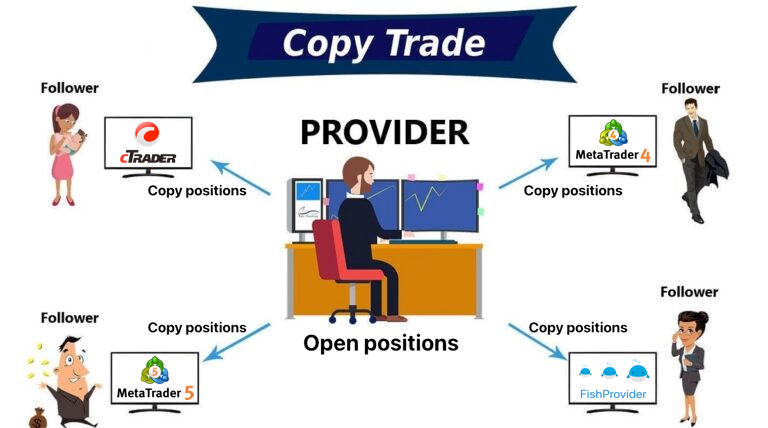 Copy Trade
Follower
Follower
PROVIDER
cTRADER
MetaTrader 4
Copy positions
Copy positions
Follower
Follower
Copy positions
Copy positions
Open positions
MetaTrader 5
FishProvider